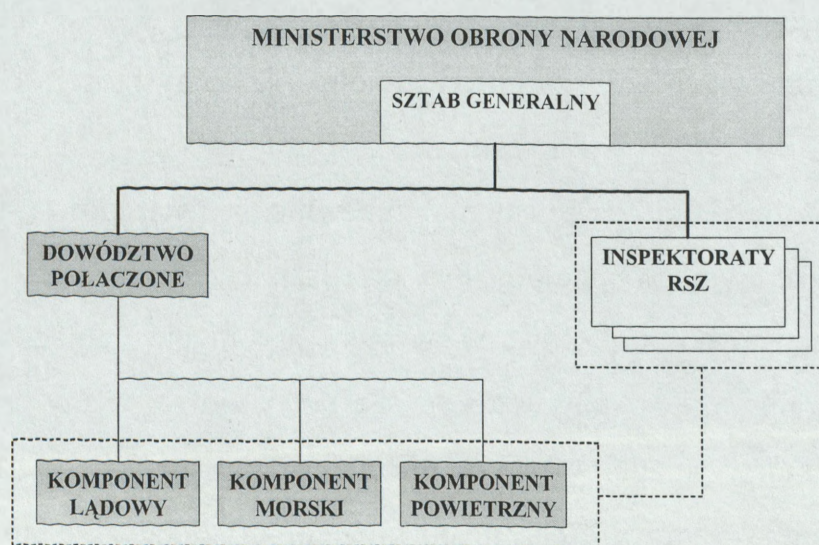 MINISTERSTWO OBRONY NARODOWEJ
SZTAB GENERALNY
DOWÓDZTWO
POŁACZONE
INSPEKTORATY
RSZ
KOMPONENT
LĄDOWY
KOMPONENT
MORSKI
KOMPONENT
POWIETRZNY